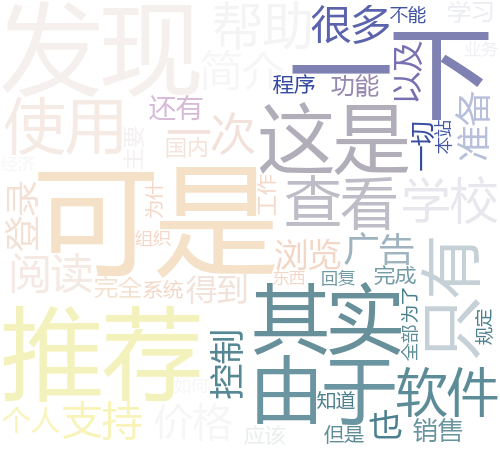 发现
帮助
很多
不能
学习
一下
业务
简介
以及
程序
功能
使用
还有
一次
这是
一切
本站
准备
主要
国内
经济
可是
查看
学校
登录
为什
工作
组织
浏览
广告
只有
阅读
完全
系统
得到
东西
回复
完成
推荐
其实
为了
全部
规定
控制
由于
软件
如何
知道
个人
支持
价格
应该
但是
也
销售